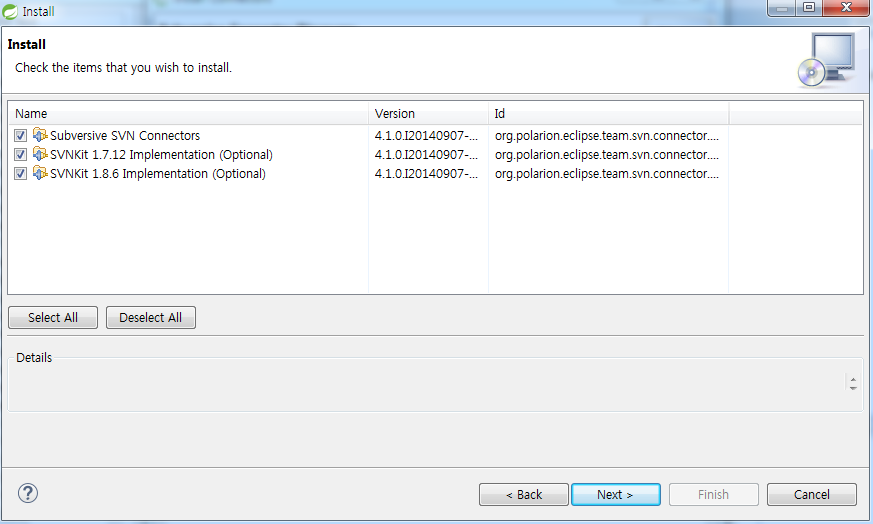 Install
Install
Check the items that you wish to install.
Name Version Id
Subversive SVN Connectors 4.1.0.I20140907-... org.polarion.eclipse.team.svn.connector....
SVNKit 1.7.12 Implementation (Optional) 4.1.0.I20140907-... org.polarion.eclipse.team.svn.connector....
SVNKit 1.8.6 Implementation (Optional) 4.1.0.I20140907-... org.polarion.eclipse.team.svn.connector....
Select All Deselect All
Details
? < Back Next > Finish Cancel